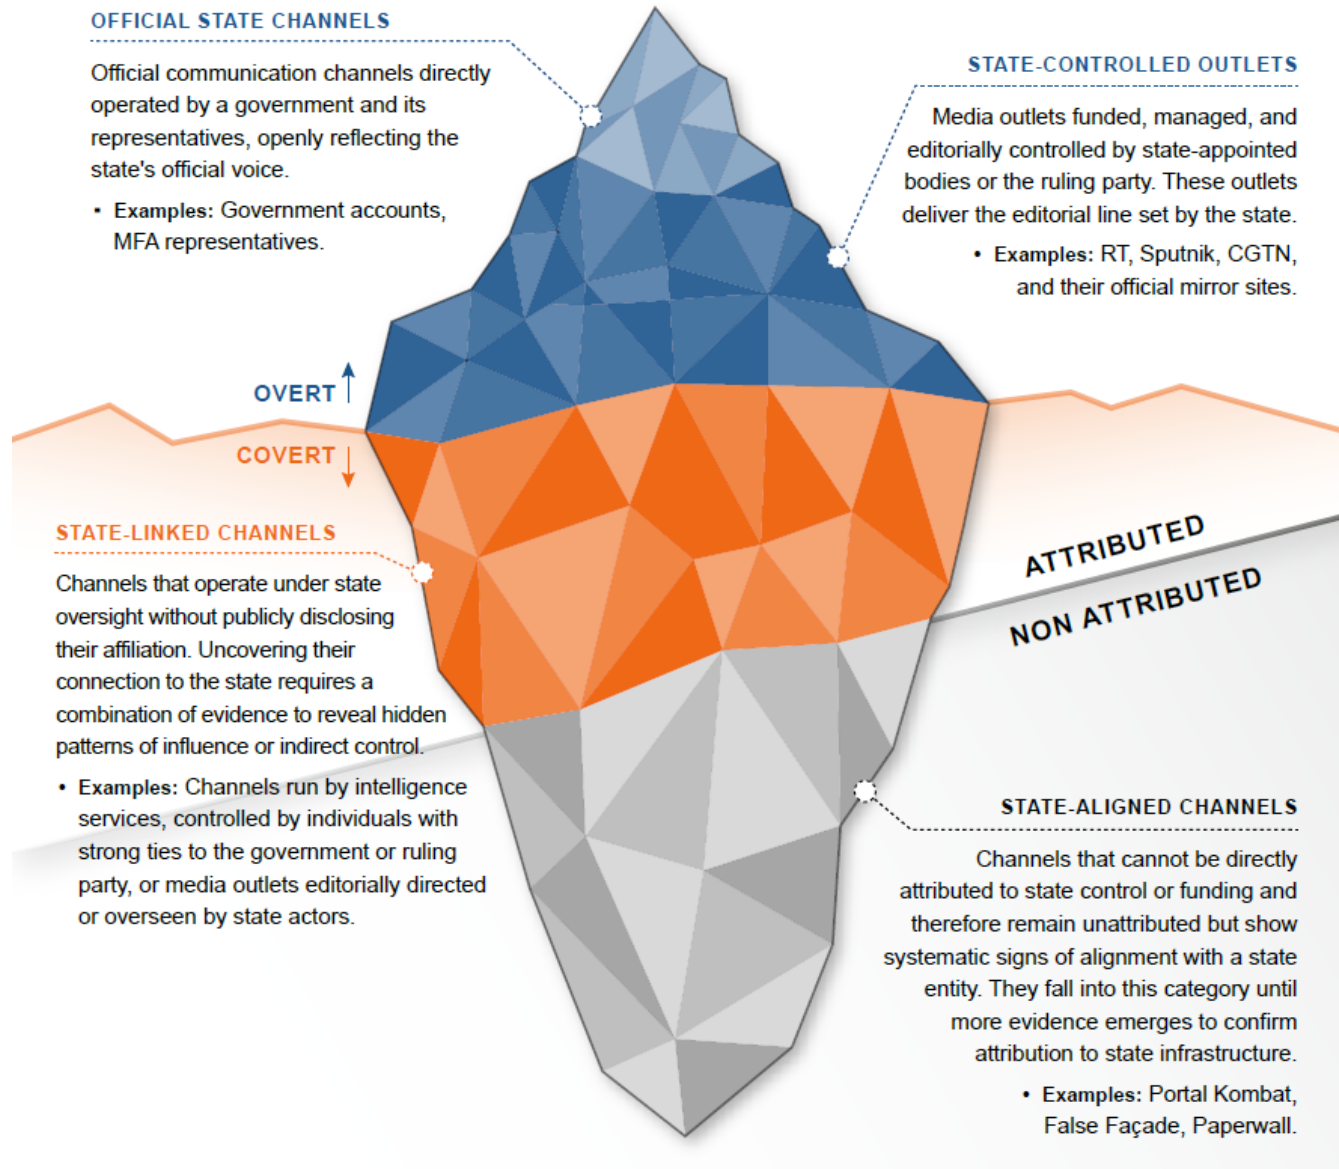 OFFICIAL STATE CHANNELS
Official communication channels directly
operated by a government and its
representatives, openly reflecting the
state's official voice.
• Examples: Government accounts,
MFA representatives.
STATE-CONTROLLED OUTLETS
Media outlets funded, managed, and
editorially controlled by state-appointed
bodies or the ruling party. These outlets
deliver the editorial line set by the state.
• Examples: RT, Sputnik, CGTN,
and their official mirror sites.
OVERT
COVERT
STATE-LINKED CHANNELS
Channels that operate under state
oversight without publicly disclosing
their affiliation. Uncovering their
connection to the state requires a
combination of evidence to reveal hidden
patterns of influence or indirect control.
• Examples: Channels run by intelligence
services, controlled by individuals with
strong ties to the government or ruling
party, or media outlets editorially directed
or overseen by state actors.
ATTRIBUTED
NON ATTRIBUTED
STATE-ALIGNED CHANNELS
Channels that cannot be directly
attributed to state control or funding and
therefore remain unattributed but show
systematic signs of alignment with a state
entity. They fall into this category until
more evidence emerges to confirm
attribution to state infrastructure.
• Examples: Portal Kombat,
False Façade, Paperwall.